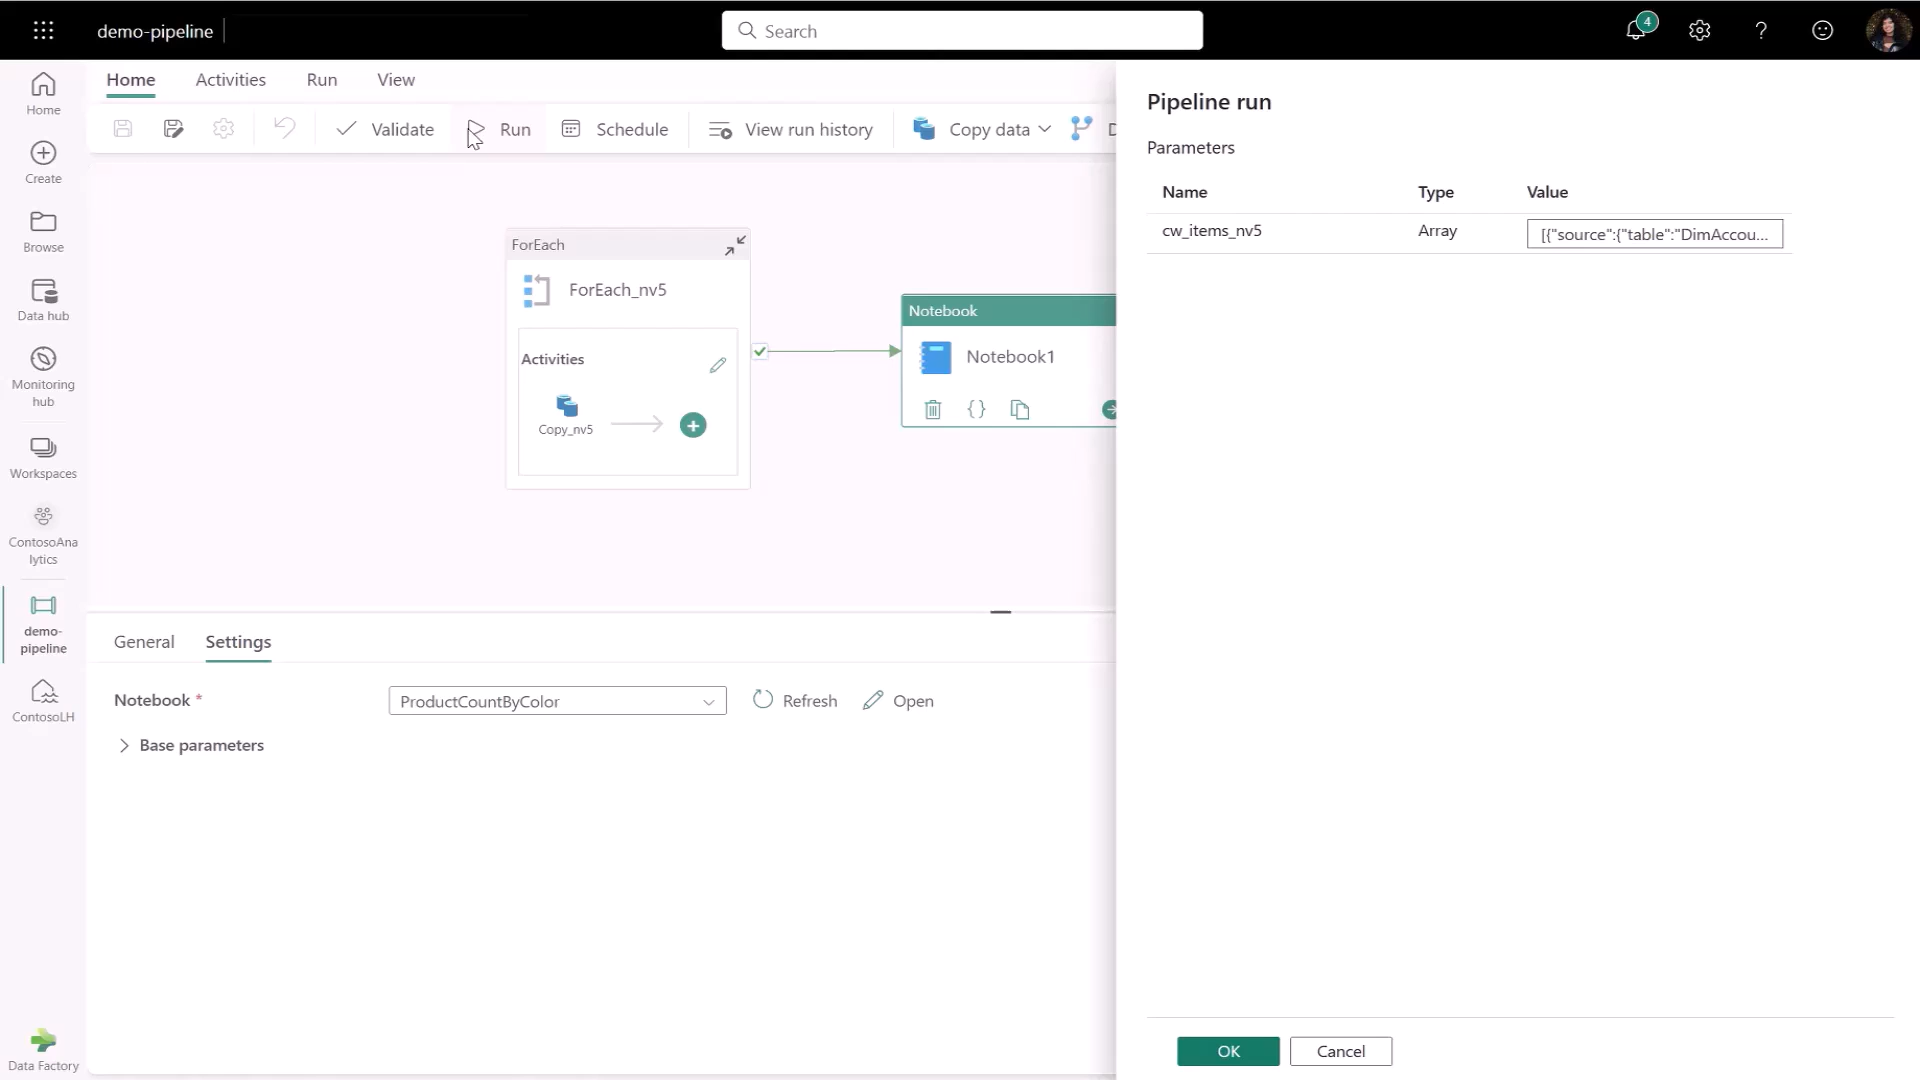 demo-pipeline
Search
4
Home
Create
Browse
Data hub
Monitoring
hub
Workspaces
ContosoAna
lytics
demo-
pipeline
ContosoLH
Data Factory
Home Activities Run View
Validate Run Schedule View run history Copy data
ForEach
ForEach_nv5
Activities
Copy_nv5
Notebook
Notebook1
General Settings
Notebook * ProductCountByColor Refresh Open
Base parameters
Pipeline run
Parameters
Name Type Value
cw_items_nv5 Array [{"source":{"table":"DimAccou...
OK Cancel